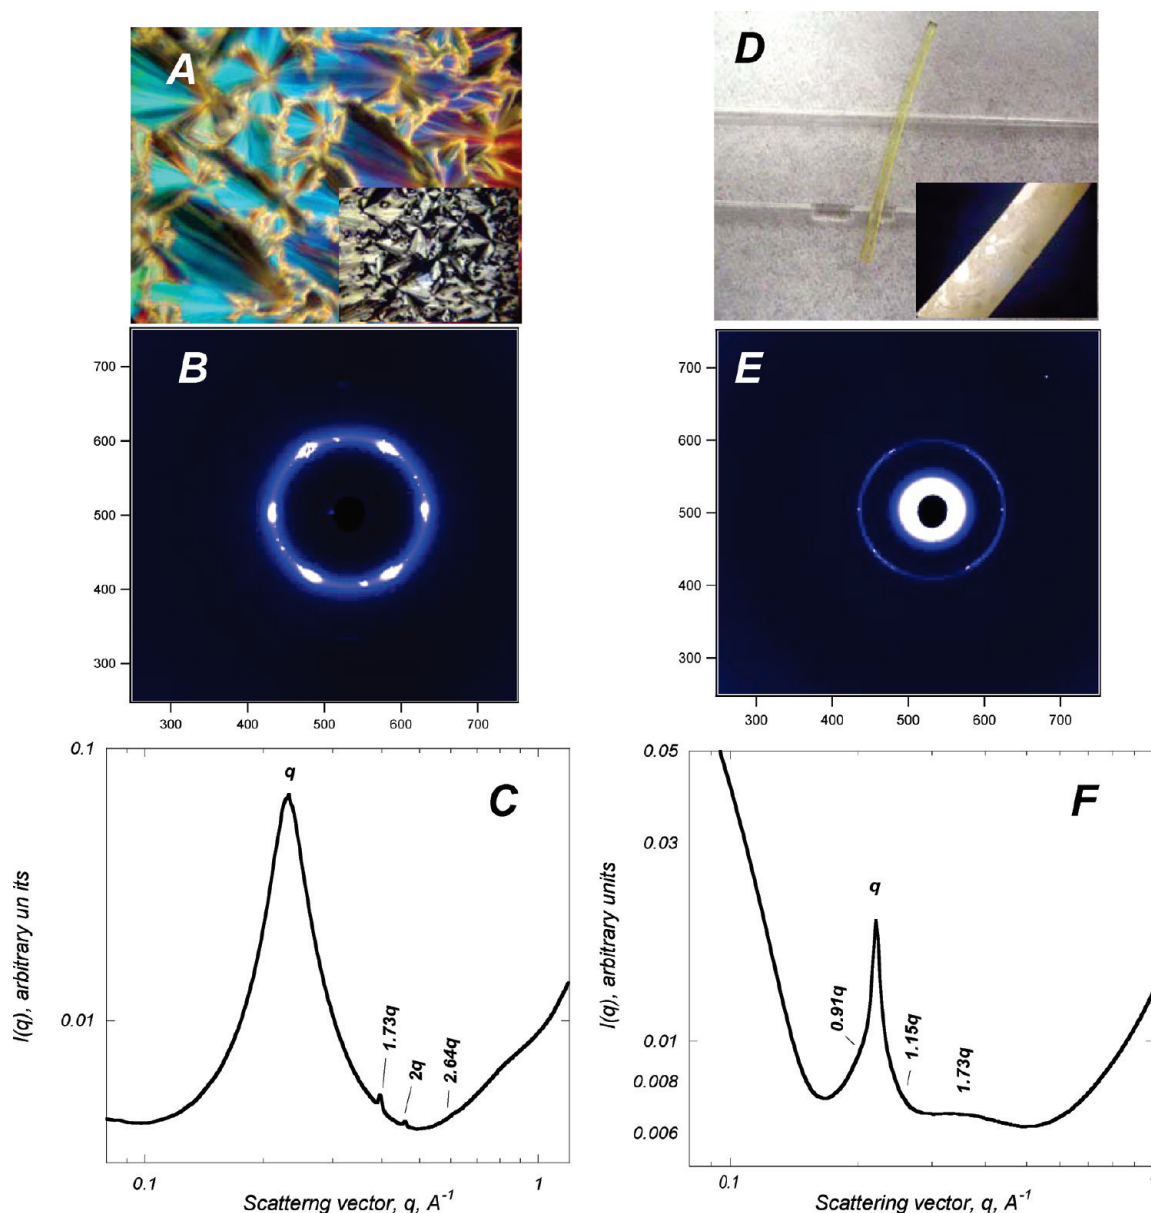 A
D
B
700
600
500
400
300
300 400 500 600 700
E
700
600
500
400
300
300 400 500 600 700
0.1
0.01
I(q), arbitrary un its
q
C
1.73q
2q
2.64q
0.1 1
Scatterng vector, q, A⁻¹
0.05
0.03
0.01
0.008
0.006
I(q), arbitrary units
q
F
0.91q
1.15q
1.73q
0.1 1
Scattering vector, q, A⁻¹